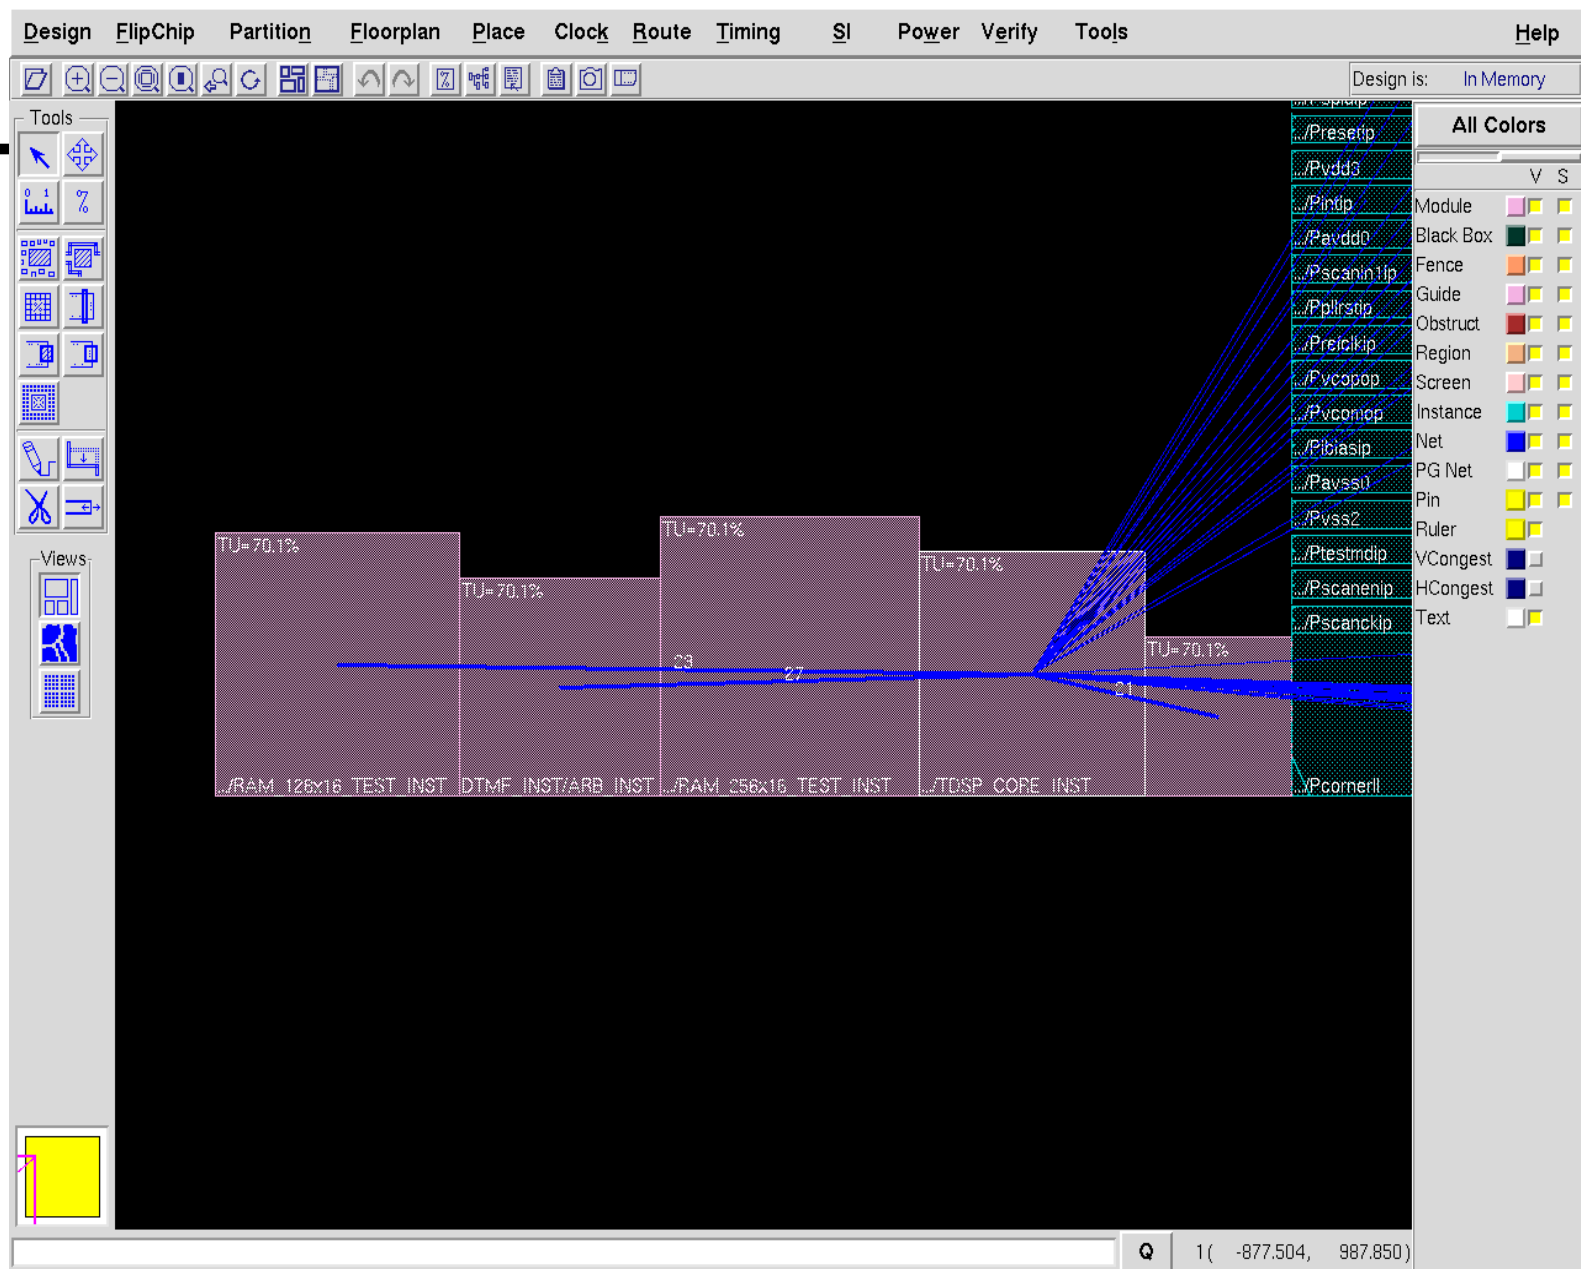 Design FlipChip Partition Floorplan Place Clock Route Timing SI Power Verify Tools Help
Design is: In Memory
Tools
All Colors
V S
Module
Black Box
Fence
Guide
Obstruct
Region
Screen
Instance
Net
PG Net
Pin
Ruler
VCongest
HCongest
Text
0 1
%
Views
.../Presetip
.../Pvdd3
.../Pintip
.../Pavdd0
.../Pscanin1ip
.../Ppllrstip
.../Prefclkip
.../Pvcopop
.../Pvcomop
.../Pibiasip
.../Pavss0
.../Pvss2
.../Ptestmdip
.../Pscanenip
.../Pscanckip
.../Pcornerll
TU=70.1%
TU=70.1%
TU=70.1%
TU=70.1%
TU=70.1%
23
27
21
../RAM_128x16_TEST_INST
DTMF_INST/ARB_INST
../RAM_256x16_TEST_INST
../TDSP_CORE_INST
Q
1( -877.504, 987.850)